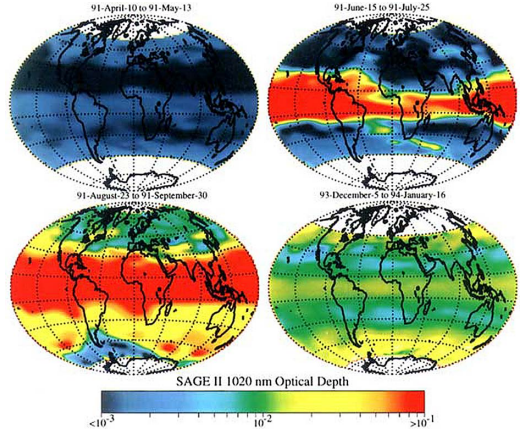 91-April-10 to 91-May-13
91-June-15 to 91-July-25
91-August-23 to 91-September-30
93-December-5 to 94-January-16
SAGE II 1020 nm Optical Depth
<10-3
10-2
>10-1